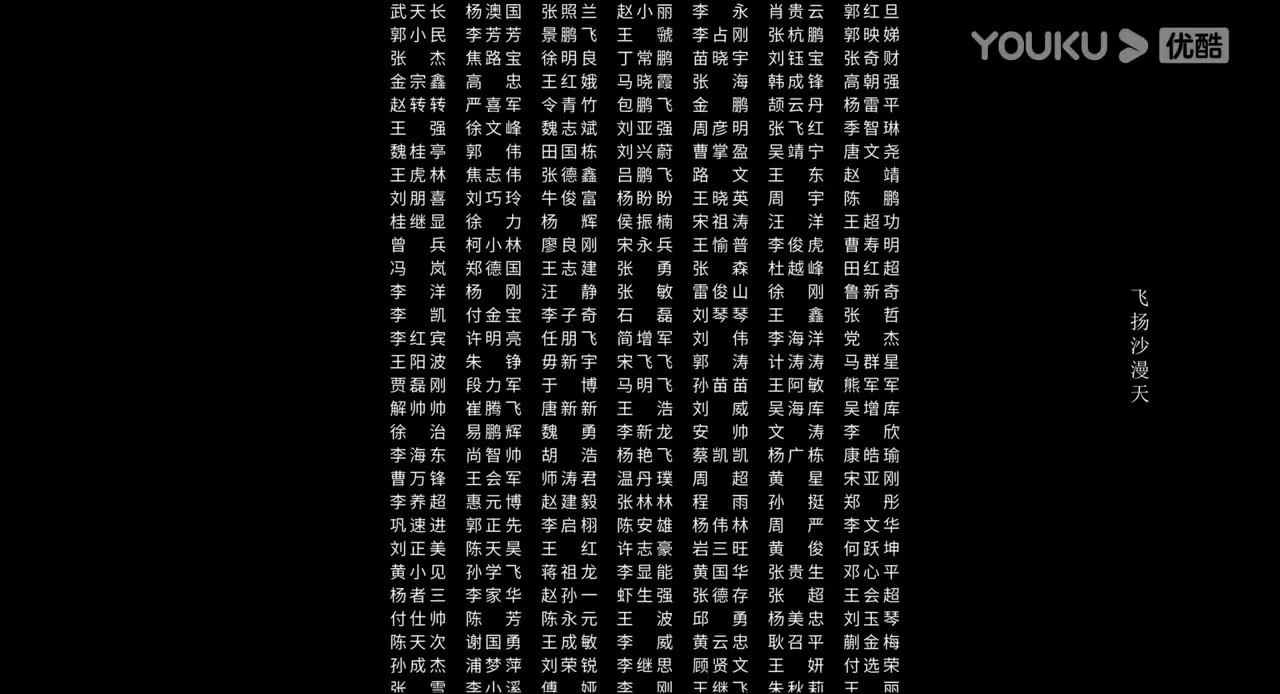 武天长 杨澳国 张照兰 赵小丽 李永 肖贵云 郭红旦
郭小民 李芳芳 景鹏飞 王虢 李占刚 张杭鹏 郭映娣
张杰 焦路宝 徐明良 丁常鹏 苗晓宇 刘钰宝 张奇财
金宗鑫 高忠 王红娥 马晓霞 张海 韩成锋 高朝强
赵转转 严喜军 令青竹 包鹏飞 金鹏 颉云丹 杨雷平
王强 徐文峰 魏志斌 刘亚强 周彦明 张飞红 季智琳
魏桂亭 郭伟 田国栋 刘兴蔚 曹掌盈 吴靖宁 唐文尧
王虎林 焦志伟 张德鑫 吕鹏飞 路文 王东 赵靖
刘朋喜 刘巧玲 牛俊富 杨盼盼 王晓英 周宇 陈鹏
桂继显 徐力 杨辉 侯振楠 宋祖涛 汪洋 王超功
曾兵 柯小林 廖良刚 宋永兵 王愉普 李俊虎 曹寿明
冯岚 郑德国 王志建 张勇 张森 杜越峰 田红超
李洋 杨刚 汪静 张敏 雷俊山 徐刚 鲁新奇
李凯 付金宝 李子奇 石磊 刘琴琴 王鑫 张哲
李红宾 许明亮 任朋飞 简增军 刘伟 李海洋 党杰
王阳波 朱铮 毋新宇 宋飞飞 郭涛 计涛涛 马群星
贾磊刚 段力军 于博 马明飞 孙苗苗 王阿敏 熊军军
解帅帅 崔腾飞 唐新新 王浩 刘威 吴海库 吴增库
徐治 易鹏辉 魏勇 李新龙 安帅 文涛 李欣
李海东 尚智帅 胡浩 杨艳飞 蔡凯凯 杨广栋 康皓瑜
曹万锋 王会军 师涛君 温丹璞 周超 黄星 宋亚刚
李养超 惠元博 赵建毅 张林林 程雨 孙挺 郑彤
巩速进 郭正先 李启栩 陈安雄 杨伟林 周严 李文华
刘正美 陈天昊 王红 许志豪 岩三旺 黄俊 何跃坤
黄小见 孙学飞 蒋祖龙 李显能 黄国华 张贵生 邓心平
杨者三 李家华 赵孙一 虾生强 张德存 张超 王会超
付仕帅 陈芳 陈永元 王波 邱勇 杨美忠 刘玉琴
陈天次 谢国勇 王成敏 李威 黄云忠 耿召平 蒯金梅
孙成杰 浦梦萍 刘荣锐 李继思 顾贤文 王妍 付选荣
张雪 李小溪 傅娅 李刚 王继飞 朱秋莉 王丽
YOUKU 优酷
飞扬沙漫天